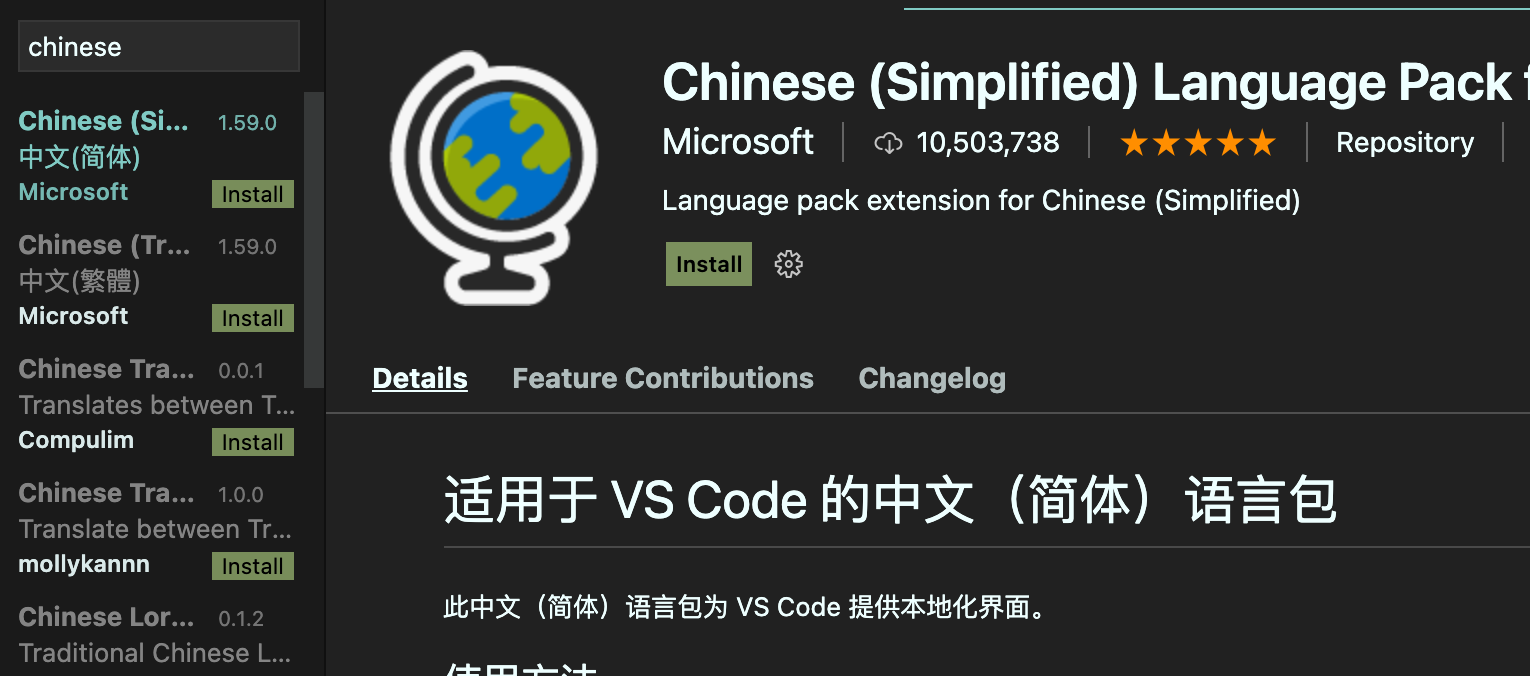 chinese
Chinese (Si... 1.59.0
中文(简体)
Microsoft Install
Chinese (Tr... 1.59.0
中文(繁體)
Microsoft Install
Chinese Tra... 0.0.1
Translates between T...
Compulim Install
Chinese Tra... 1.0.0
Translate between Tr...
mollykannn Install
Chinese Lor... 0.1.2
Traditional Chinese L...
Chinese (Simplified) Language Pack f
Microsoft 10,503,738 ★★★★★ Repository
Language pack extension for Chinese (Simplified)
Install
Details Feature Contributions Changelog
适用于 VS Code 的中文（简体）语言包
此中文（简体）语言包为 VS Code 提供本地化界面。
使用方法